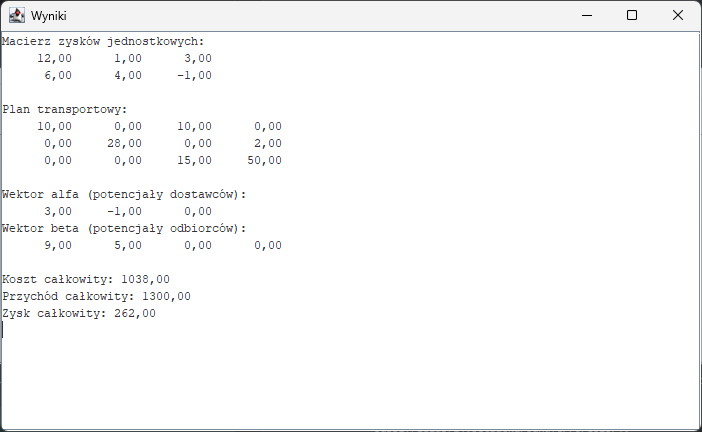 Wyniki
Macierz zysków jednostkowych:
12,00 1,00 3,00
6,00 4,00 -1,00
Plan transportowy:
10,00 0,00 10,00 0,00
0,00 28,00 0,00 2,00
0,00 0,00 15,00 50,00
Wektor alfa (potencjały dostawców):
3,00 -1,00 0,00
Wektor beta (potencjały odbiorców):
9,00 5,00 0,00 0,00
Koszt całkowity: 1038,00
Przychód całkowity: 1300,00
Zysk całkowity: 262,00